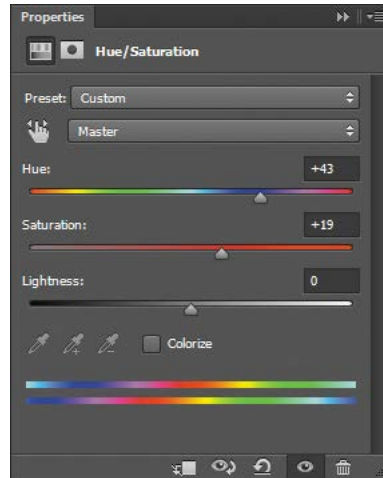 Properties
Hue/Saturation
Preset: Custom
Master
Hue: +43
Saturation: +19
Lightness: 0
Colorize